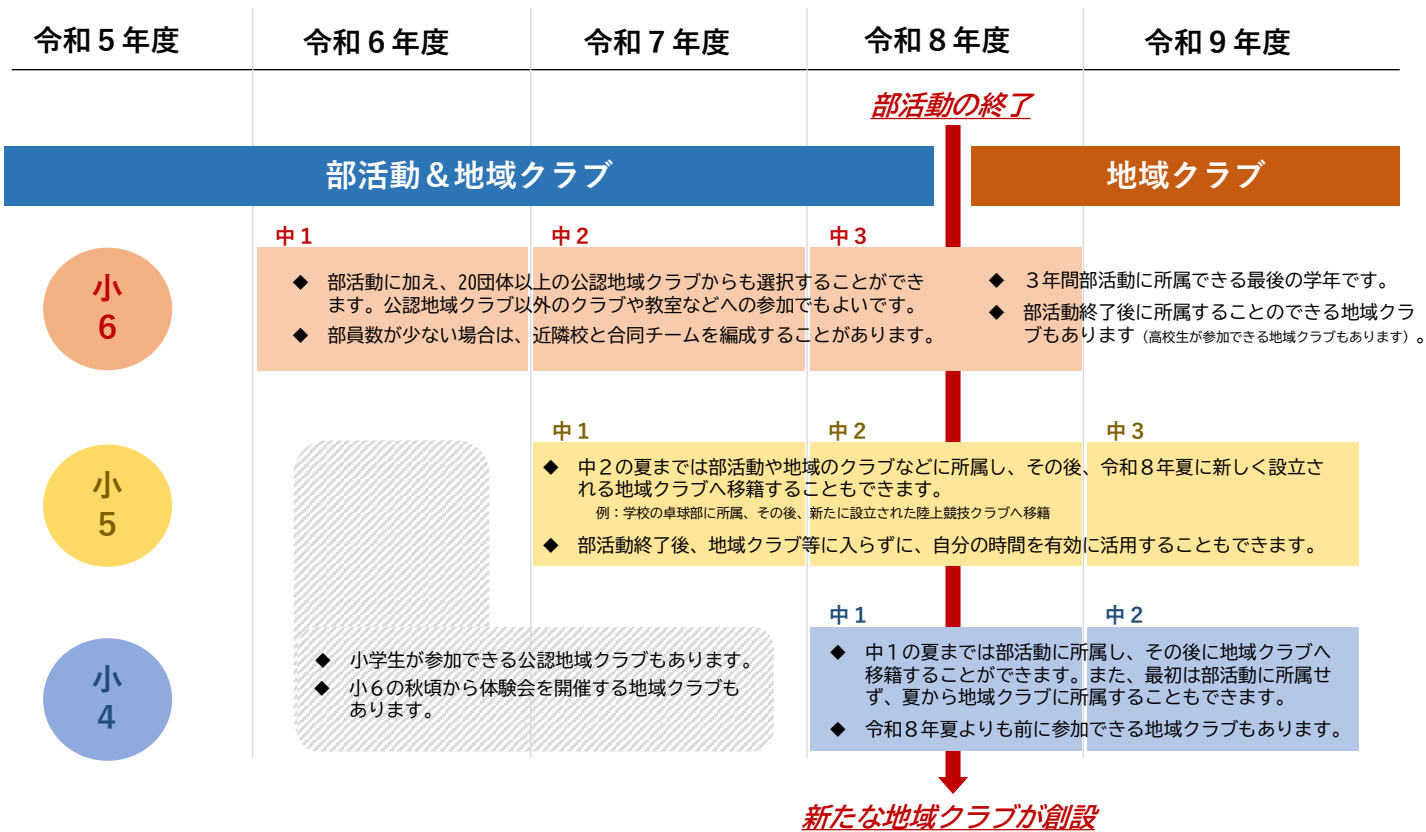 令和５年度
令和６年度
令和７年度
令和８年度
令和９年度
部活動の終了
部活動＆地域クラブ
地域クラブ
小
6
中１
中２
中３
◆ 部活動に加え、20団体以上の公認地域クラブからも選択することができ
ます。公認地域クラブ以外のクラブや教室などへの参加でもよいです。
◆ 部員数が少ない場合は、近隣校と合同チームを編成することがあります。
◆ ３年間部活動に所属できる最後の学年です。
◆ 部活動終了後に所属することのできる地域クラ
ブもあります（高校生が参加できる地域クラブもあります）。
小
5
中１
中２
中３
◆ 中２の夏までは部活動や地域のクラブなどに所属し、その後、令和８年夏に新しく設立さ
れる地域クラブへ移籍することもできます。
例：学校の卓球部に所属、その後、新たに設立された陸上競技クラブへ移籍
◆ 部活動終了後、地域クラブ等に入らずに、自分の時間を有効に活用することもできます。
小
4
◆ 小学生が参加できる公認地域クラブもあります。
◆ 小６の秋頃から体験会を開催する地域クラブも
あります。
中１
中２
◆ 中１の夏までは部活動に所属し、その後に地域クラブへ
移籍することができます。また、最初は部活動に所属せ
ず、夏から地域クラブに所属することもできます。
◆ 令和８年夏よりも前に参加できる地域クラブもあります。
新たな地域クラブが創設